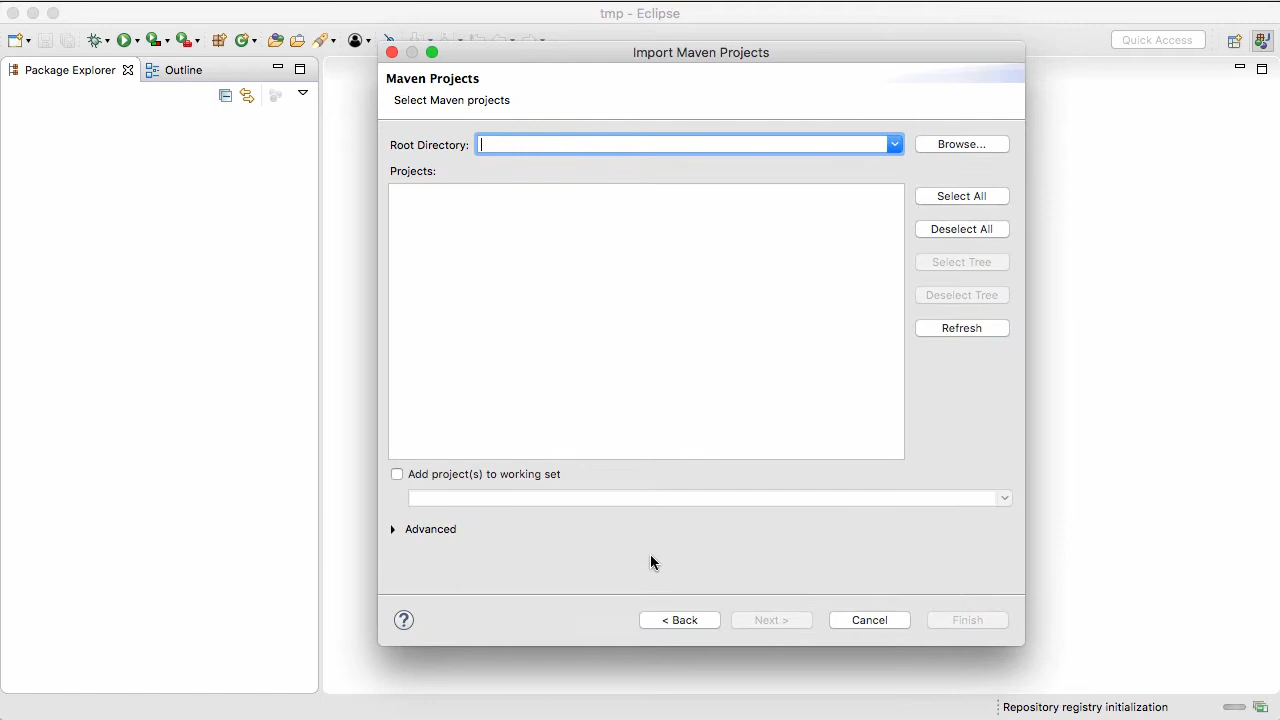 tmp - Eclipse
Quick Access
Package Explorer
Outline
Import Maven Projects
Maven Projects
Select Maven projects
Root Directory:
Browse...
Projects:
Select All
Deselect All
Select Tree
Deselect Tree
Refresh
Add project(s) to working set
Advanced
?
< Back
Next >
Cancel
Finish
Repository registry initialization